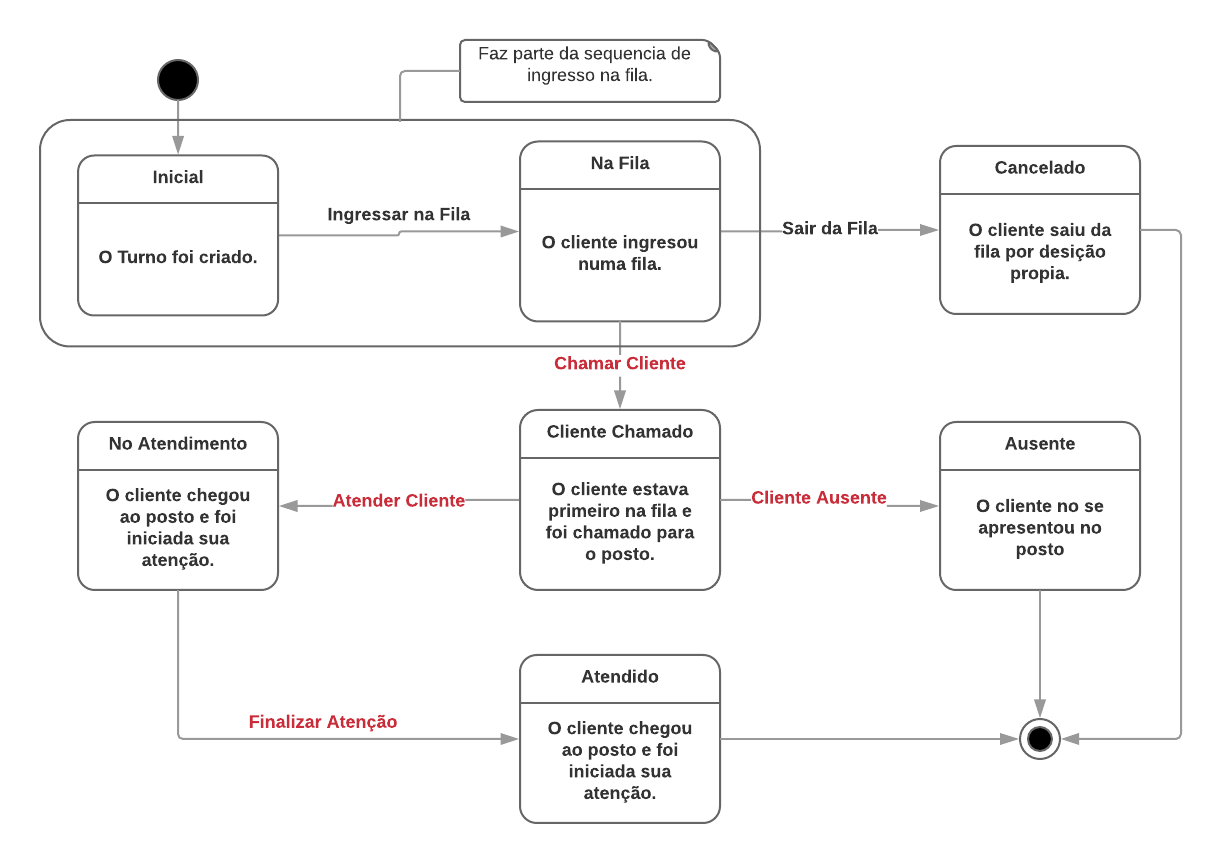 Faz parte da sequencia de
ingresso na fila.
Inicial
O Turno foi criado.
Ingressar na Fila
Na Fila
O cliente ingresou
numa fila.
Sair da Fila
Cancelado
O cliente saiu da
fila por desição
propia.
Chamar Cliente
No Atendimento
O cliente chegou
ao posto e foi
iniciada sua
atenção.
Atender Cliente
Cliente Chamado
O cliente estava
primeiro na fila e
foi chamado para
o posto.
Cliente Ausente
Ausente
O cliente no se
apresentou no
posto
Finalizar Atenção
Atendido
O cliente chegou
ao posto e foi
iniciada sua
atenção.